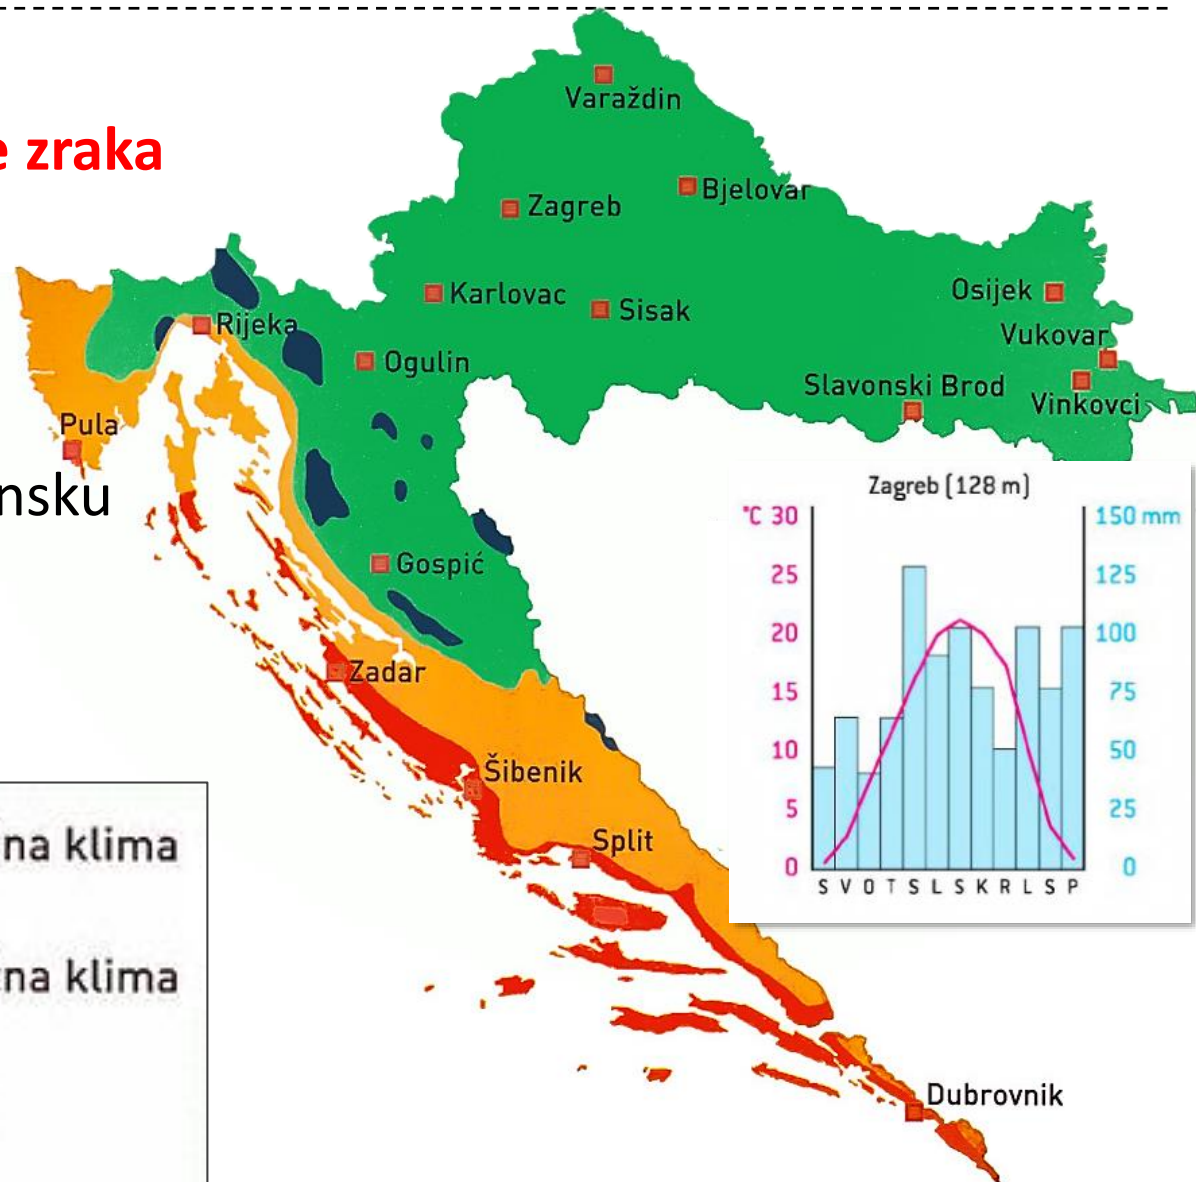 e zraka
nsku
na klima
na klima
Varaždin
Bjelovar
Zagreb
Karlovac
Sisak
Osijek
Rijeka
Vukovar
Ogulin
Slavonski Brod
Vinkovci
Pula
Gospić
Zadar
Šibenik
Split
Dubrovnik
Zagreb (128 m)
°C 30
25
20
15
10
5
0
150 mm
125
100
75
50
25
0
S V O T S L S K R L S P